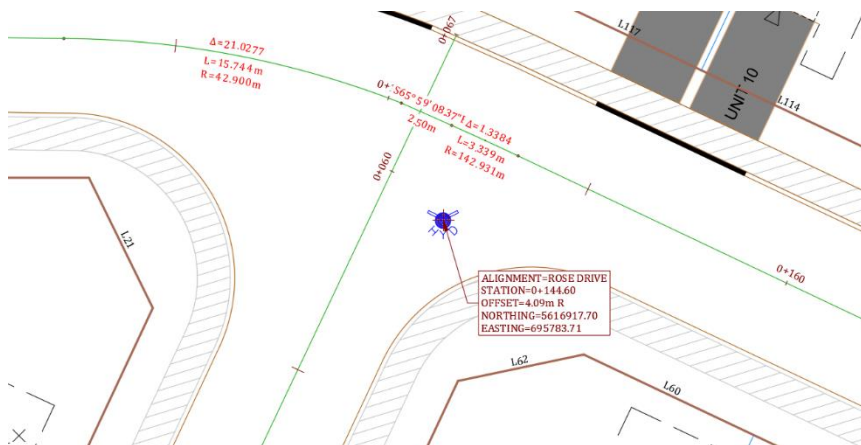 L117
0+067
Δ=21.0277
L=15.744m
R=42.900m
UNIT 10
L114
S65°59'08.37"
Δ=1.3384
2.50m
L=3.339m
R=142.931m
0+060
L21
HYD
ALIGNMENT=ROSE DRIVE
STATION=0+144.60
OFFSET=4.09m R
NORTHING=5616917.70
EASTING=695783.71
0+160
L62
L60